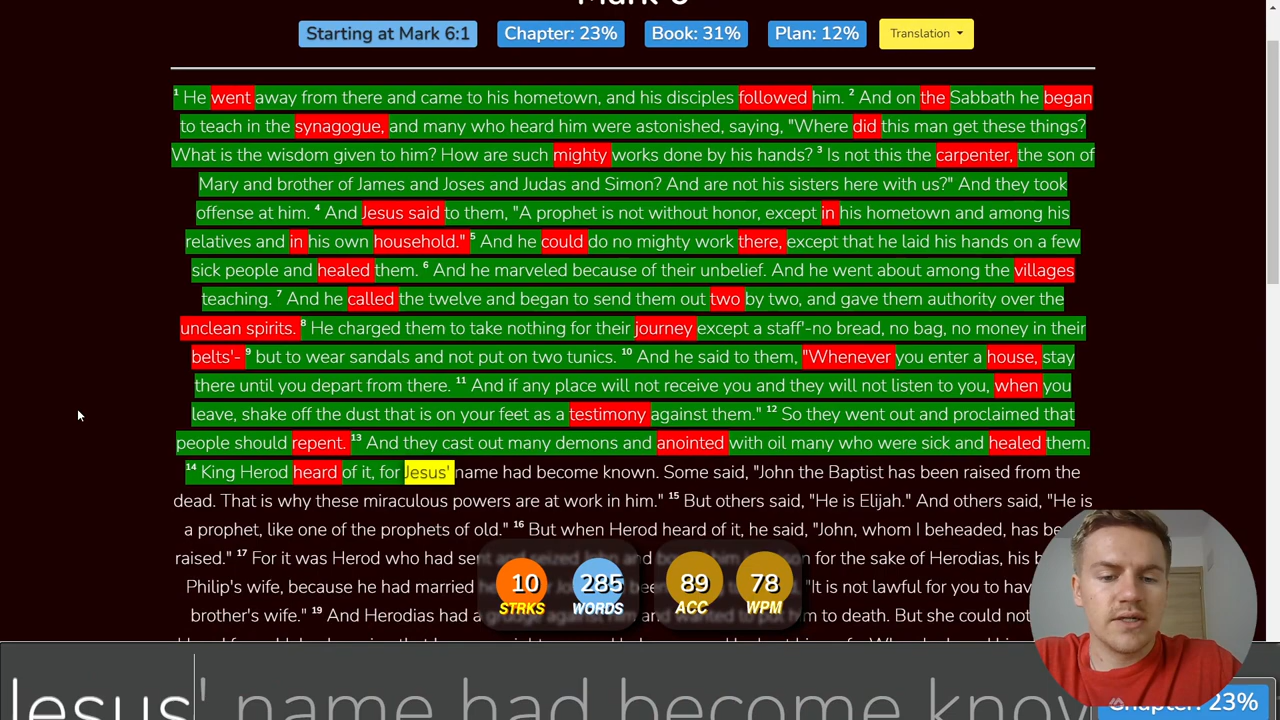 Starting at Mark 6:1 Chapter: 23% Book: 31% Plan: 12% Translation
1 He went away from there and came to his hometown, and his disciples followed him. 2 And on the Sabbath he began
to teach in the synagogue, and many who heard him were astonished, saying, "Where did this man get these things?
What is the wisdom given to him? How are such mighty works done by his hands? 3 Is not this the carpenter, the son of
Mary and brother of James and Joses and Judas and Simon? And are not his sisters here with us?" And they took
offense at him. 4 And Jesus said to them, "A prophet is not without honor, except in his hometown and among his
relatives and in his own household." 5 And he could do no mighty work there, except that he laid his hands on a few
sick people and healed them. 6 And he marveled because of their unbelief. And he went about among the villages
teaching. 7 And he called the twelve and began to send them out two by two, and gave them authority over the
unclean spirits. 8 He charged them to take nothing for their journey except a staff'-no bread, no bag, no money in their
belts'- 9 but to wear sandals and not put on two tunics. 10 And he said to them, "Whenever you enter a house, stay
there until you depart from there. 11 And if any place will not receive you and they will not listen to you, when you
leave, shake off the dust that is on your feet as a testimony against them." 12 So they went out and proclaimed that
people should repent. 13 And they cast out many demons and anointed with oil many who were sick and healed them.
14 King Herod heard of it, for Jesus' name had become known. Some said, "John the Baptist has been raised from the
dead. That is why these miraculous powers are at work in him." 15 But others said, "He is Elijah." And others said, "He is
a prophet, like one of the prophets of old." 16 But when Herod heard of it, he said, "John, whom I beheaded, has be
raised." 17 For it was Herod who had sent and seized and for the sake of Herodias, his b
Philip's wife, because he had married "It is not lawful for you to hav
brother's wife." 19 And Herodias had a to death. But she could not
10 285 89 78
STRKS WORDS ACC WPM
Jesus' name had become know
Chapter: 23%